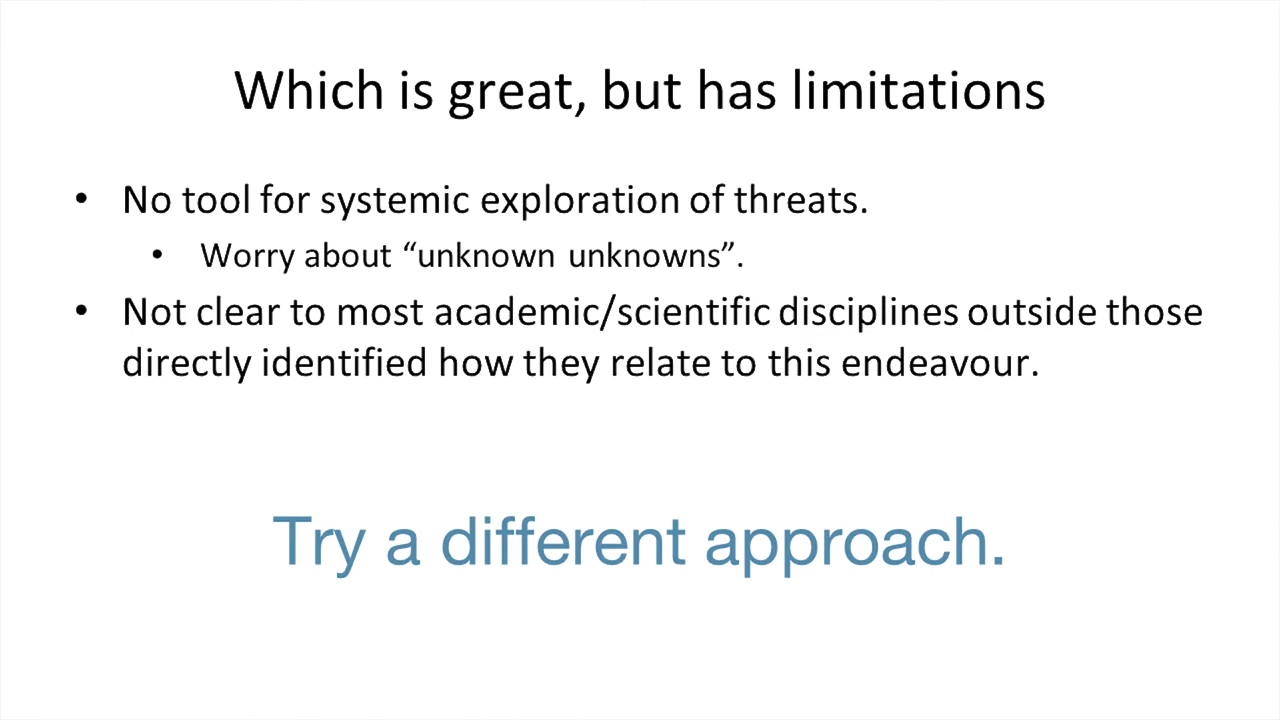 Which is great, but has limitations
• No tool for systemic exploration of threats.
• Worry about “unknown unknowns”.
• Not clear to most academic/scientific disciplines outside those
directly identified how they relate to this endeavour.
Try a different approach.